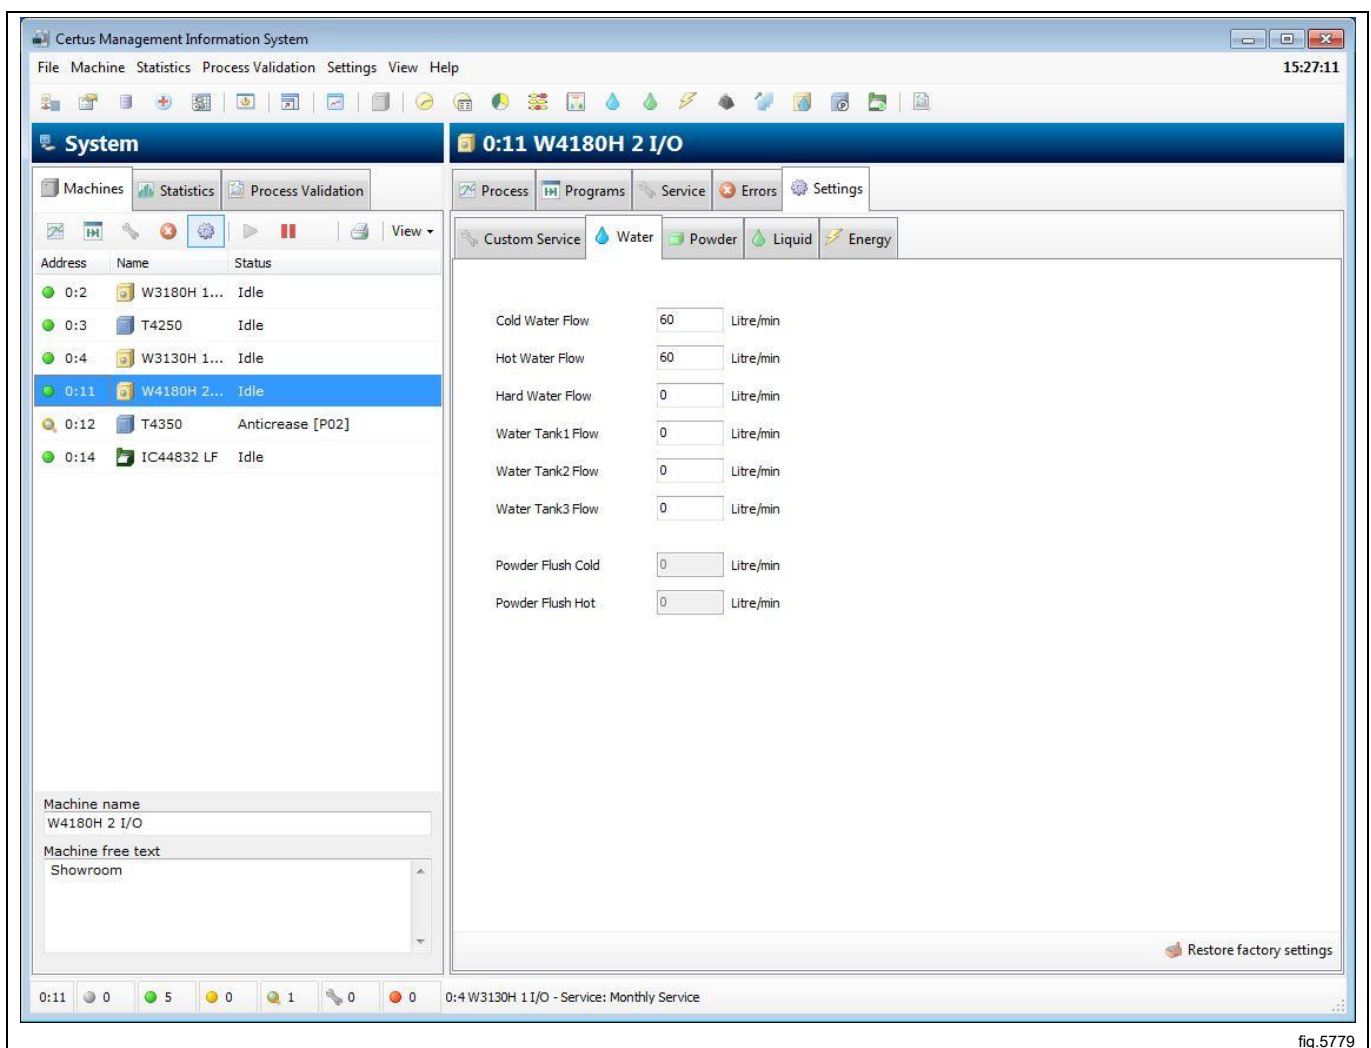 Certus Management Information System
File Machine Statistics Process Validation Settings View Help 15:27:11
System
0:11 W4180H 2 I/O
Machines Statistics Process Validation
Process Programs Service Errors Settings
View
Custom Service Water Powder Liquid Energy
Address Name Status
0:2 W3180H 1... Idle
0:3 T4250 Idle
0:4 W3130H 1... Idle
0:11 W4180H 2... Idle
0:12 T4350 Anticrease [P02]
0:14 IC44832 LF Idle
Cold Water Flow 60 Litre/min
Hot Water Flow 60 Litre/min
Hard Water Flow 0 Litre/min
Water Tank1 Flow 0 Litre/min
Water Tank2 Flow 0 Litre/min
Water Tank3 Flow 0 Litre/min
Powder Flush Cold 0 Litre/min
Powder Flush Hot 0 Litre/min
Machine name
W4180H 2 I/O
Machine free text
Showroom
Restore factory settings
0:11 0 5 0 1 0 0 0:4 W3130H 1 I/O - Service: Monthly Service
fig.5779